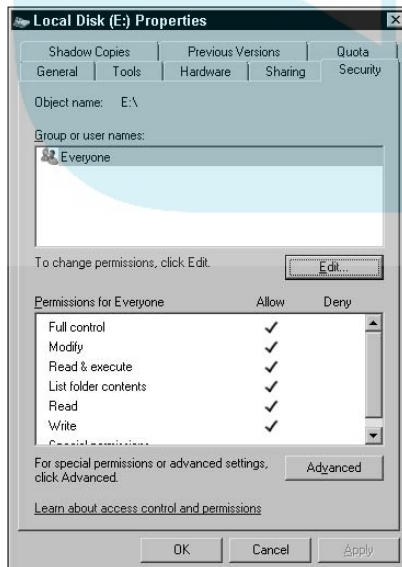 Local Disk (E:) Properties
Shadow Copies Previous Versions Quota
General Tools Hardware Sharing Security
Object name: E:\
Group or user names:
Everyone
To change permissions, click Edit.
Edit...
Permissions for Everyone Allow Deny
Full control
Modify
Read & execute
List folder contents
Read
Write
Special permissions
For special permissions or advanced settings,
click Advanced.
Advanced
Learn about access control and permissions
OK Cancel Apply